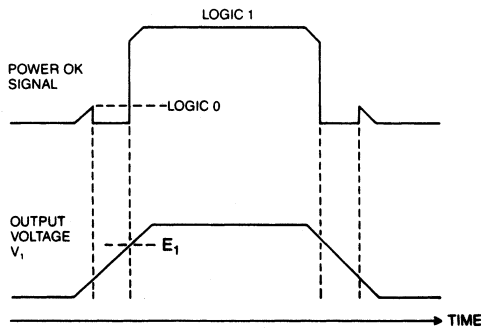 LOGIC 1
POWER OK
SIGNAL
LOGIC 0
OUTPUT
VOLTAGE
V₁
E₁
TIME